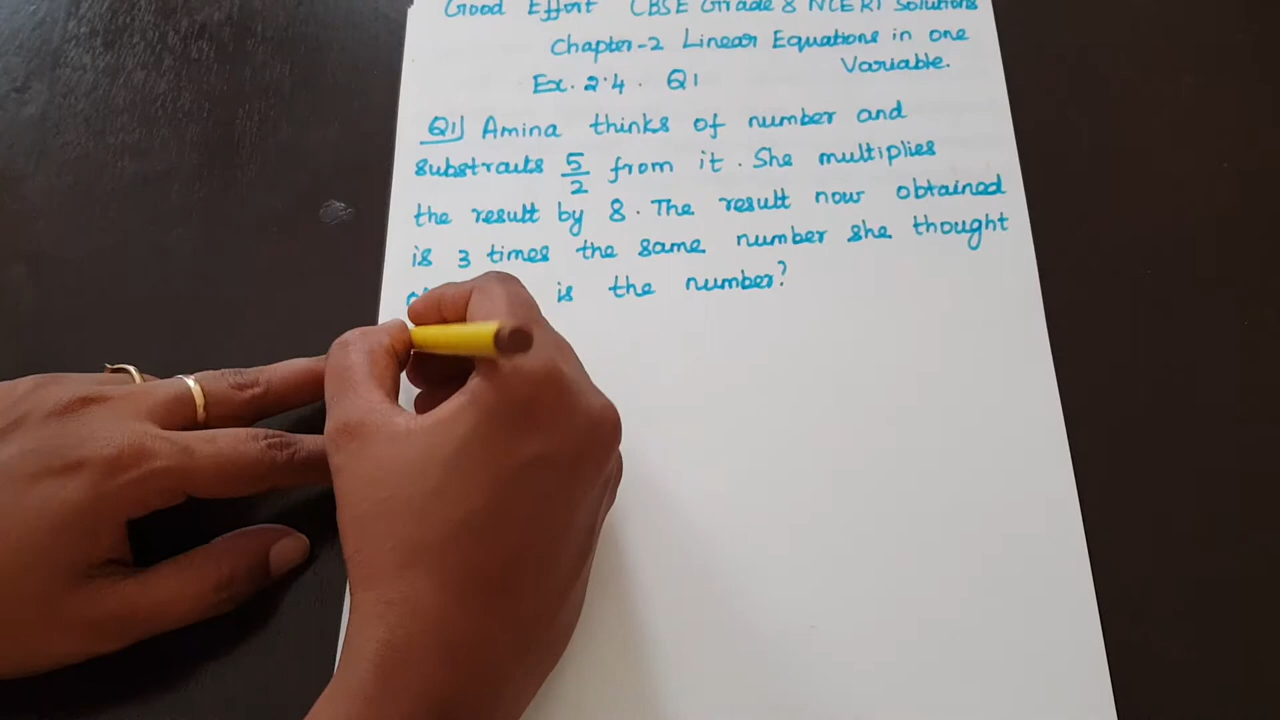 Good Effort CBSE Grade 8 NCERT Solutions
Chapter-2 Linear Equations in one
Variable.
Ex. 2.4. Q1
Q1) Amina thinks of number and
substraits 5/2 from it. She multiplies
the result by 8. The result now obtained
is 3 times the same number she thought
is the number?